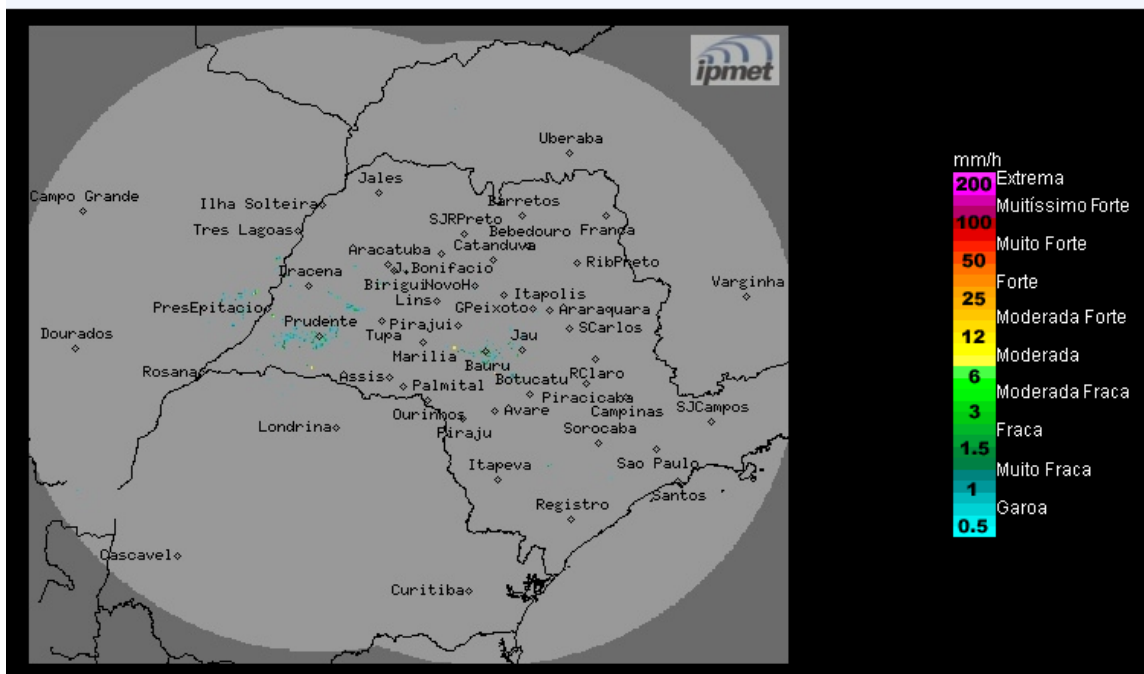 ipmet
Uberaba
Jales
Campo Grande
Ilha Solteira
Barretos
SJRPreto
Tres Lagoas
Bebedouro
Franca
Aracatuba
Catanduva
Dracena
J.Bonifacio
RibPreto
Birigui
NovoH
Varginha
PresEpitacio
Lins
Itapolis
GPeixoto
Araraquara
Prudente
Pirajui
SCarlos
Dourados
Tupa
Jau
Marilia
Bauru
Rosana
Assis
Palmital
Botucatu
RClaro
Piracicaba
Ourinhos
Avare
Campinas
SJCampos
Londrina
Piraju
Sorocaba
Itapeva
Sao Paulo
Santos
Registro
Cascavel
Curitiba
mm/h
200 Extrema
Muitíssimo Forte
100
Muito Forte
50
Forte
25
Moderada Forte
12
Moderada
6
Moderada Fraca
3
Fraca
1.5
Muito Fraca
1
Garoa
0.5